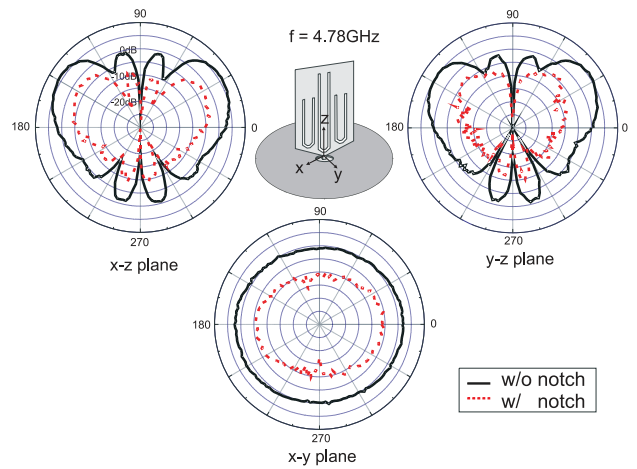 90
0dB
-10dB
-20dB
180
0
270
x-z plane
f = 4.78GHz
z
x
y
90
180
0
270
y-z plane
90
180
0
270
x-y plane
w/o notch
w/ notch